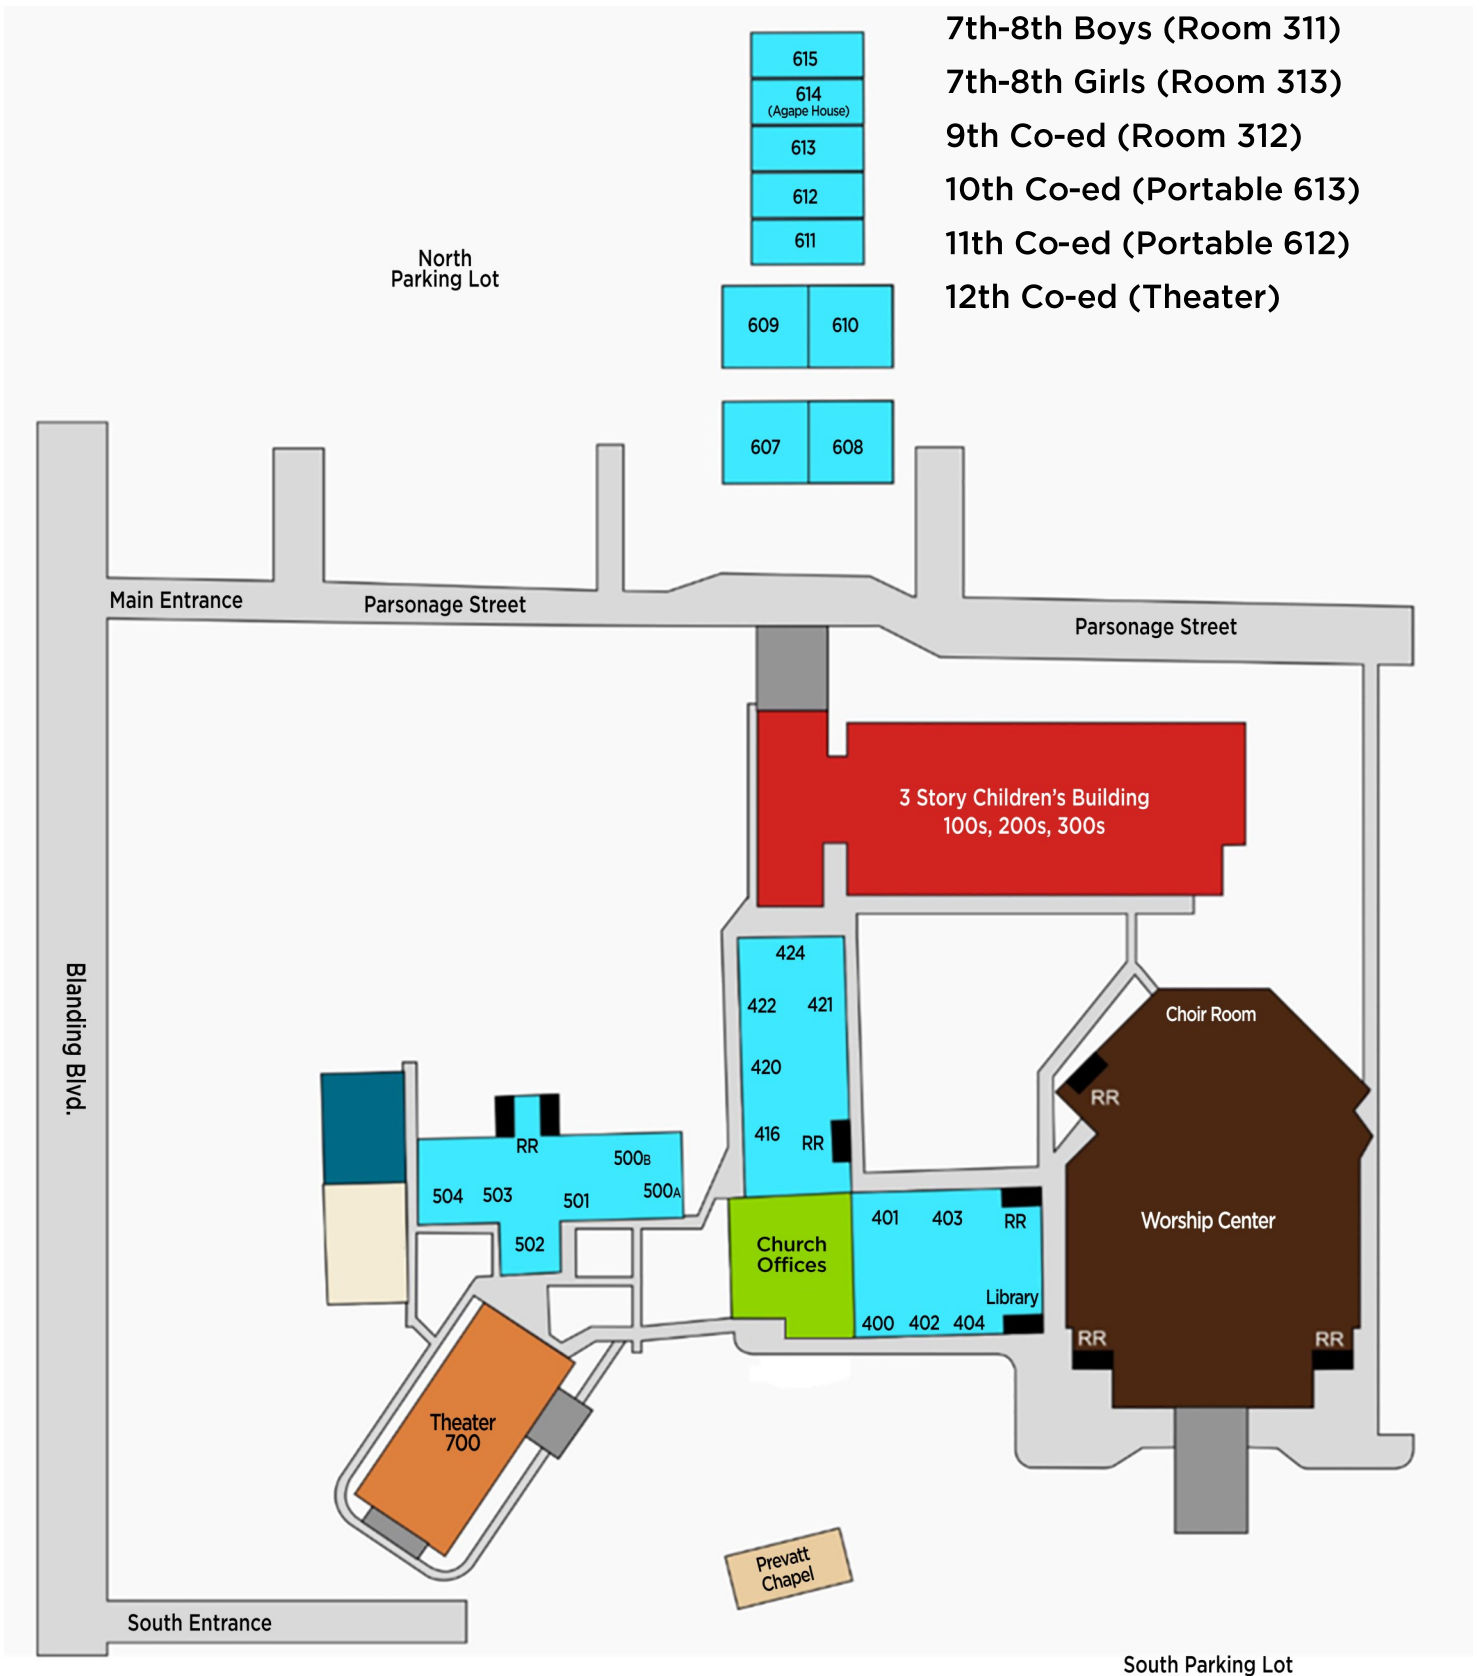 7th-8th Boys (Room 311)
7th-8th Girls (Room 313)
9th Co-ed (Room 312)
10th Co-ed (Portable 613)
11th Co-ed (Portable 612)
12th Co-ed (Theater)
615
614
(Agape House)
613
612
611
North
Parking Lot
609 610
607 608
Main Entrance
Parsonage Street
Parsonage Street
3 Story Children's Building
100s, 200s, 300s
Blanding Blvd.
424
422 421
420
416 RR
Choir Room
RR
RR
500B
504 503 501 500A
502
401 403 RR
Church
Offices
Library
400 402 404
Worship Center
RR RR
Theater
700
Prevatt
Chapel
South Entrance
South Parking Lot